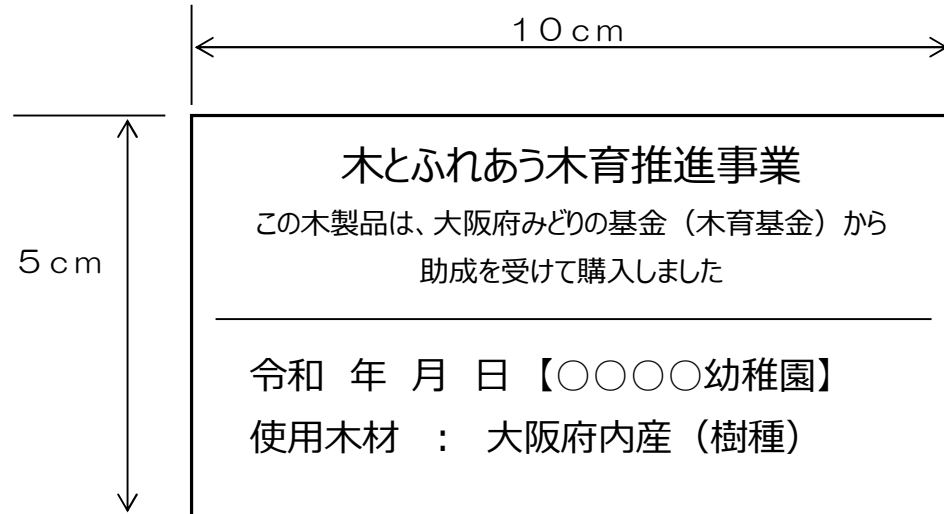 １０cm
５cm
木とふれあう木育推進事業
この木製品は、大阪府みどりの基金（木育基金）から
助成を受けて購入しました
令和　年　月　日【○○○○幼稚園】
使用木材　：　大阪府内産（樹種）